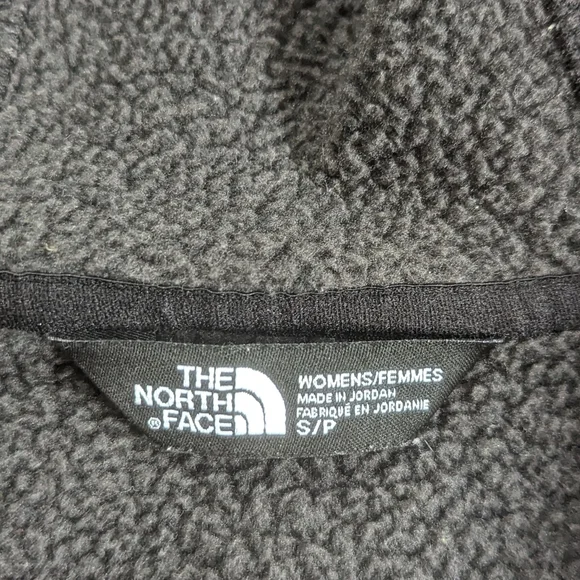 THE
NORTH
®FACE
WOMENS/FEMMES
MADE IN JORDAN
FABRIQUÉ EN JORDANIE
S/P